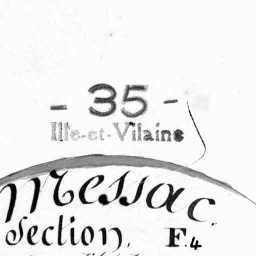 - 35 -
Ille-et-Vilaine
Messac.
Section. F.4